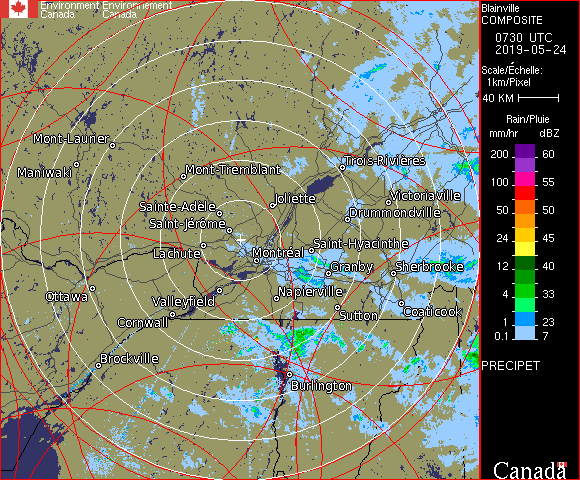 Environment Environnement
Canada Canada
Blainville
COMPOSITE
0730 UTC
2019-05-24
Scale/Échelle:
1km/Pixel
40 KM
Rain/Pluie
mm/hr dBZ
200 60
100 55
50 50
24 45
12 40
4 33
1 23
0.1 7
PRECIPET
Canada
Mont-Laurier
Maniwaki
Mont-Tremblant
Trois-Rivières
Joliette
Victoriaville
Sainte-Adèle
Drummondville
Saint-Jérôme
Lachute
Montréal
Saint-Hyacinthe
Granby
Sherbrooke
Ottawa
Valleyfield
Napierville
Sutton
Coaticook
Cornwall
Brockville
Burlington